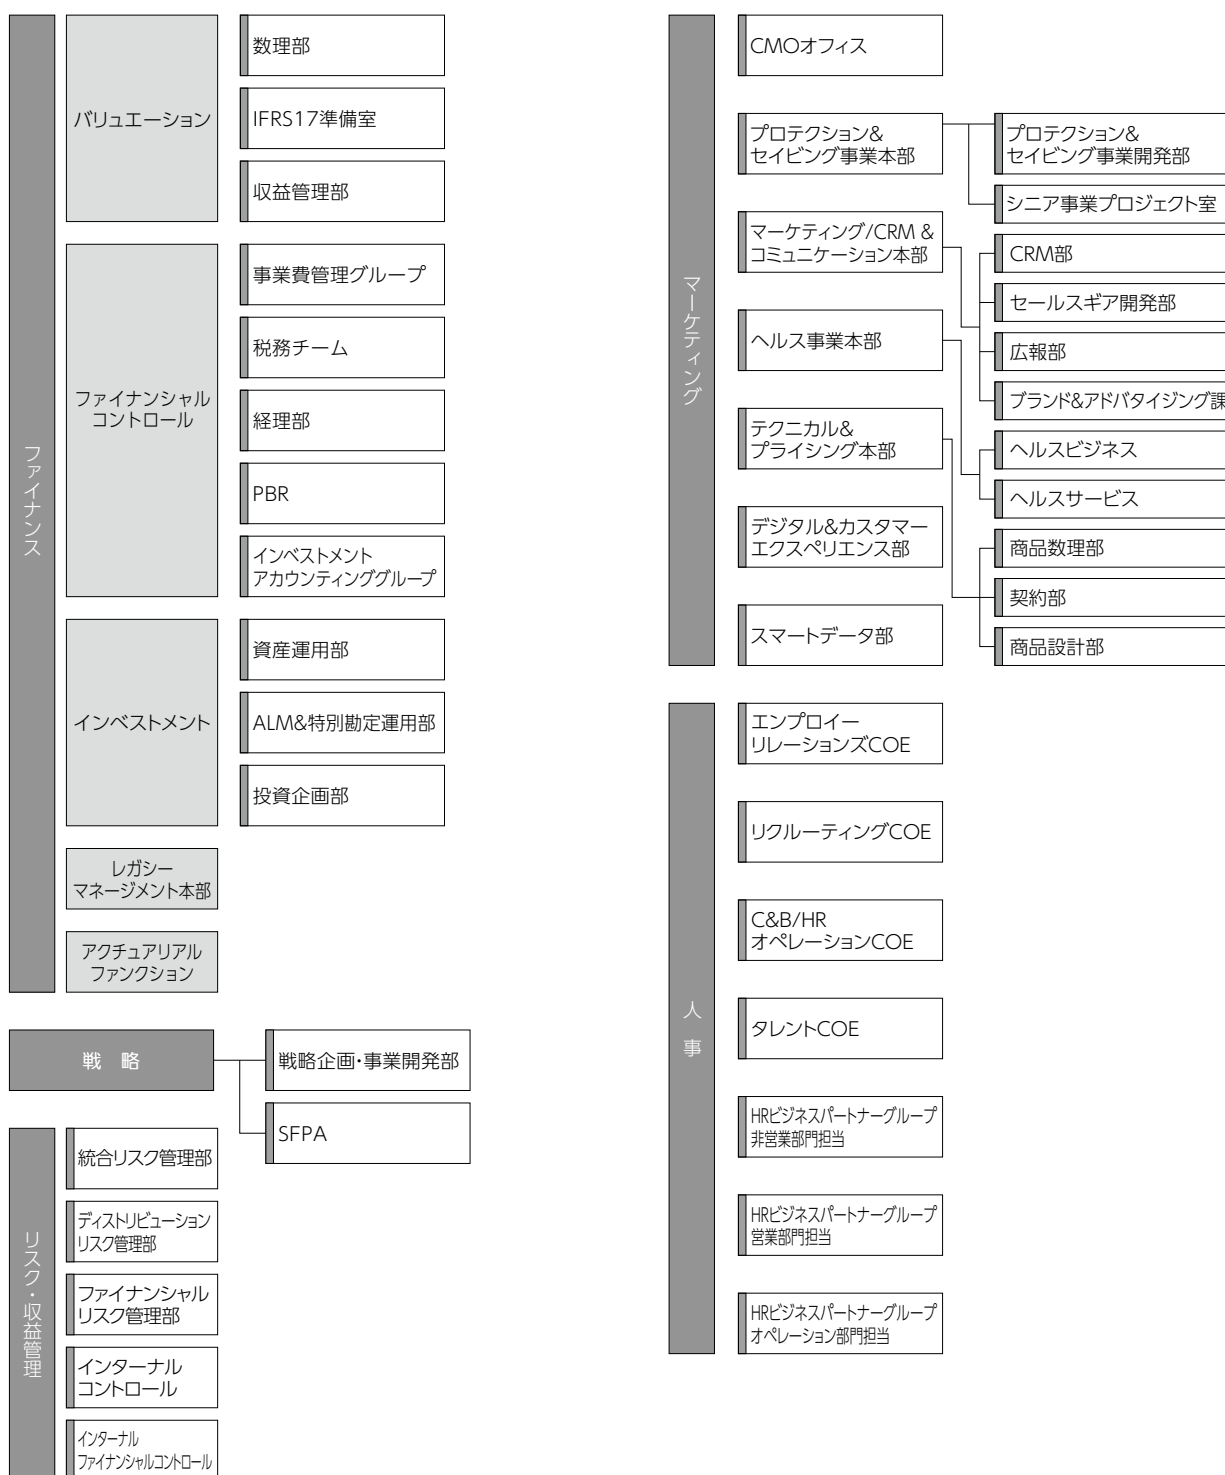 ファイナンス
バリュエーション
数理部
IFRS17準備室
収益管理部
ファイナンシャル
コントロール
事業費管理グループ
税務チーム
経理部
PBR
インベストメント
アカウンティンググループ
インベストメント
資産運用部
ALM&特別勘定運用部
投資企画部
レガシー
マネージメント本部
アクチュアリアル
ファンクション
戦 略
戦略企画・事業開発部
SFPA
リスク・収益管理
統合リスク管理部
ディストリビューション
リスク管理部
ファイナンシャル
リスク管理部
インターナル
コントロール
インターナル
ファイナンシャルコントロール
マーケティング
CMOオフィス
プロテクション&
セイビング事業本部
プロテクション&
セイビング事業開発部
シニア事業プロジェクト室
マーケティング/CRM &
コミュニケーション本部
CRM部
セールスギア開発部
広報部
ブランド&アドバタイジング課
ヘルス事業本部
ヘルスビジネス
ヘルスサービス
テクニカル&
プライシング本部
商品数理部
契約部
商品設計部
デジタル&カスタマー
エクスペリエンス部
スマートデータ部
人 事
エンプロイー
リレーションズCOE
リクルーティングCOE
C&B/HR
オペレーションCOE
タレントCOE
HRビジネスパートナーグループ
非営業部門担当
HRビジネスパートナーグループ
営業部門担当
HRビジネスパートナーグループ
オペレーション部門担当